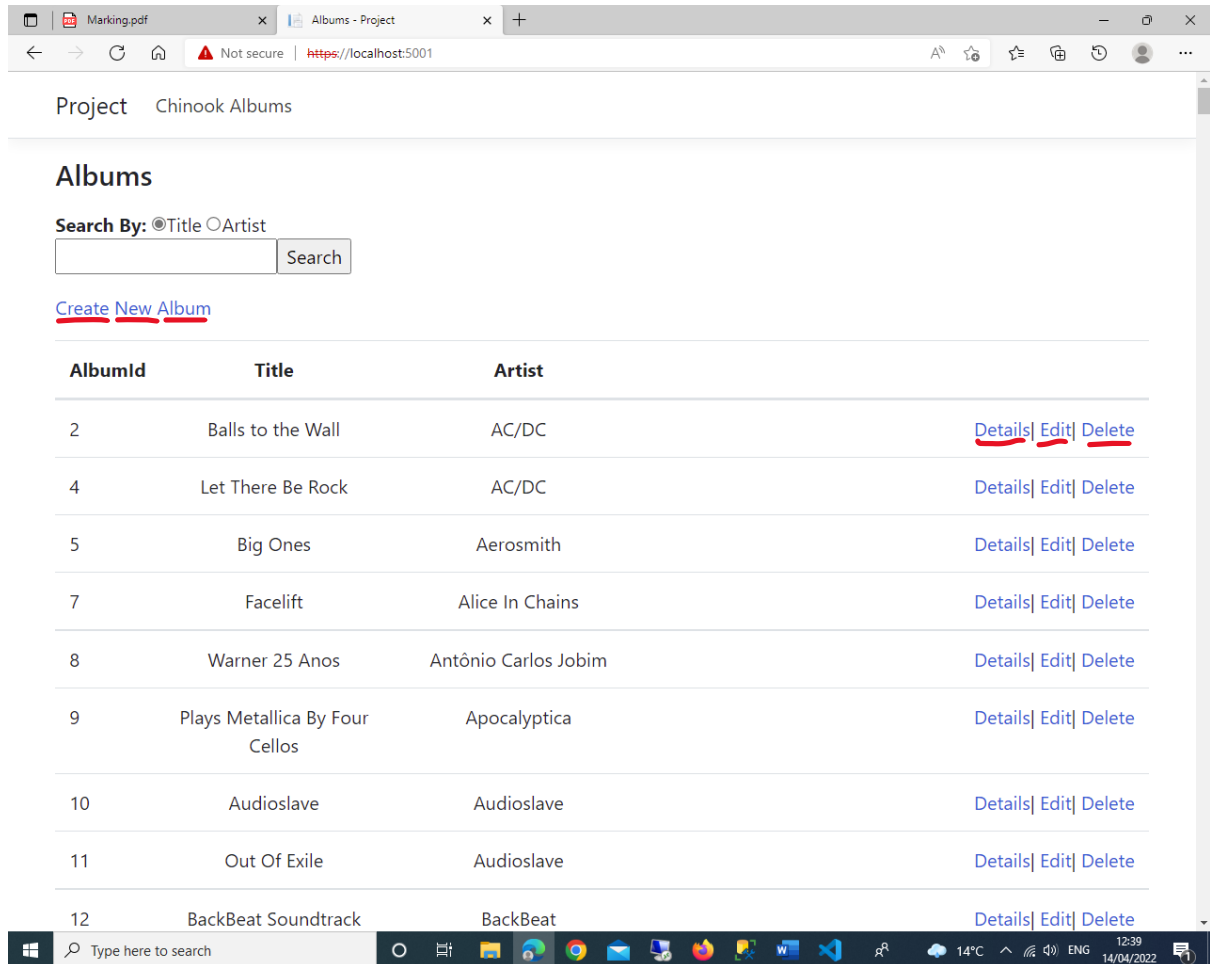 Marking.pdf
Albums - Project
Not secure | https://localhost:5001
Project Chinook Albums
Albums
Search By: Title Artist
Search
Create New Album
AlbumId Title Artist
2 Balls to the Wall AC/DC Details| Edit| Delete
4 Let There Be Rock AC/DC Details| Edit| Delete
5 Big Ones Aerosmith Details| Edit| Delete
7 Facelift Alice In Chains Details| Edit| Delete
8 Warner 25 Anos Antônio Carlos Jobim Details| Edit| Delete
9 Plays Metallica By Four Apocalyptica Details| Edit| Delete
Cellos
10 Audioslave Audioslave Details| Edit| Delete
11 Out Of Exile Audioslave Details| Edit| Delete
12 BackBeat Soundtrack BackBeat Details| Edit| Delete
Type here to search
14°C
ENG
12:39
14/04/2022